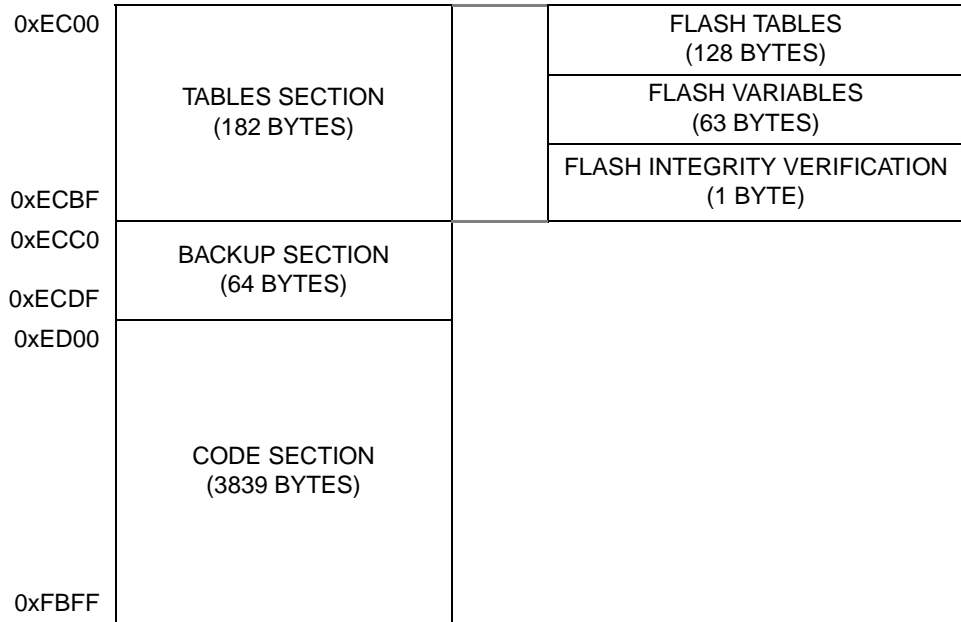 0xEC00
TABLES SECTION
(182 BYTES)
0xECBF
FLASH TABLES
(128 BYTES)
FLASH VARIABLES
(63 BYTES)
FLASH INTEGRITY VERIFICATION
(1 BYTE)
0xECC0
BACKUP SECTION
(64 BYTES)
0xECDF
0xED00
CODE SECTION
(3839 BYTES)
0xFBFF